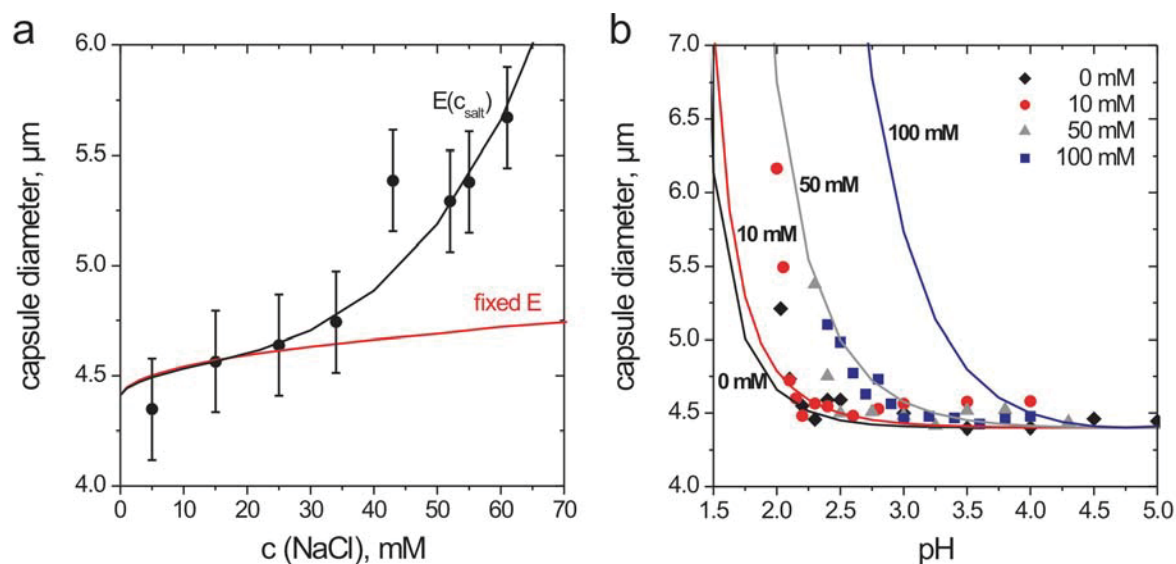 a
6.0
5.5
5.0
4.5
4.0
capsule diameter, µm
E(c_salt)
fixed E
0 10 20 30 40 50 60 70
c (NaCl), mM
b
7.0
6.5
6.0
5.5
5.0
4.5
4.0
capsule diameter, µm
0 mM
10 mM
50 mM
100 mM
100 mM
50 mM
10 mM
0 mM
1.5 2.0 2.5 3.0 3.5 4.0 4.5 5.0
pH